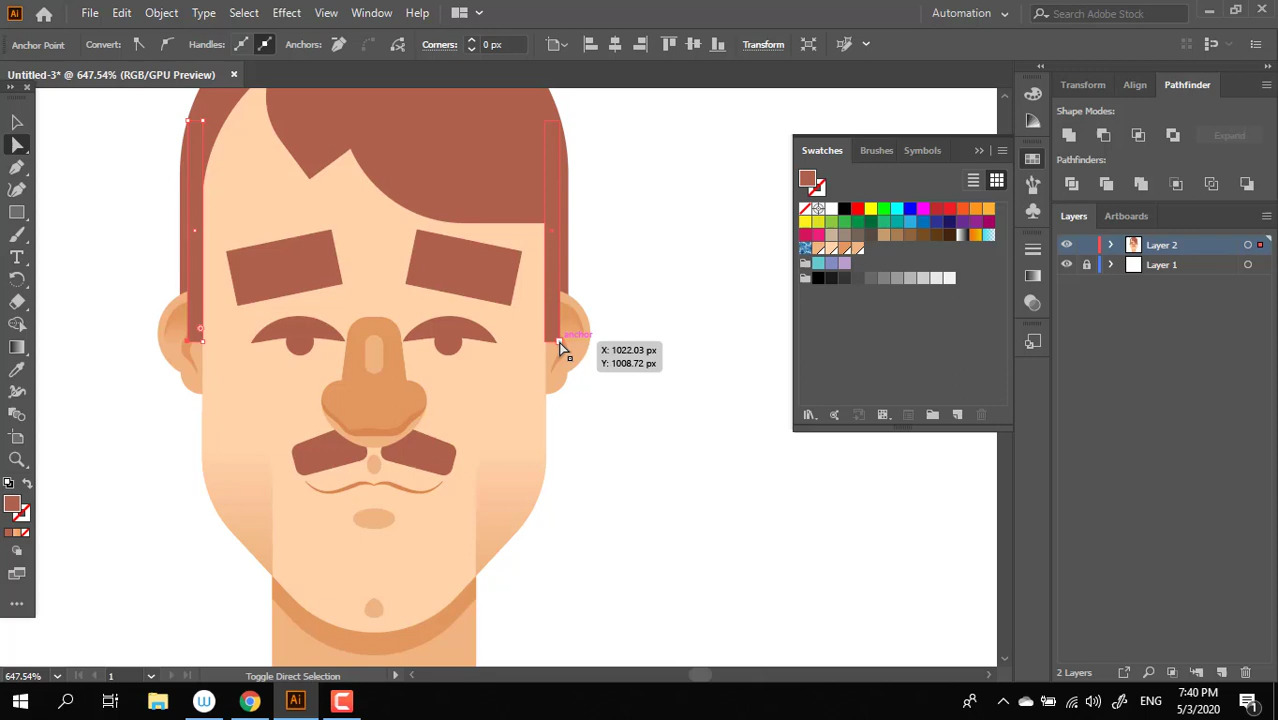 Ai File Edit Object Type Select Effect View Window Help Automation Search Adobe Stock
Anchor Point Convert: Handles: Anchors: Corners: 0 px Transform
Untitled-3* @ 647.54% (RGB/GPU Preview)
Transform Align Pathfinder
Shape Modes:
Expand
Pathfinders:
Swatches Brushes Symbols
Layers Artboards
Layer 2
Layer 1
anchor
X: 1022.03 px
Y: 1008.72 px
647.54% 1 Toggle Direct Selection
2 Layers
Ai ENG 7:40 PM
5/3/2020
1